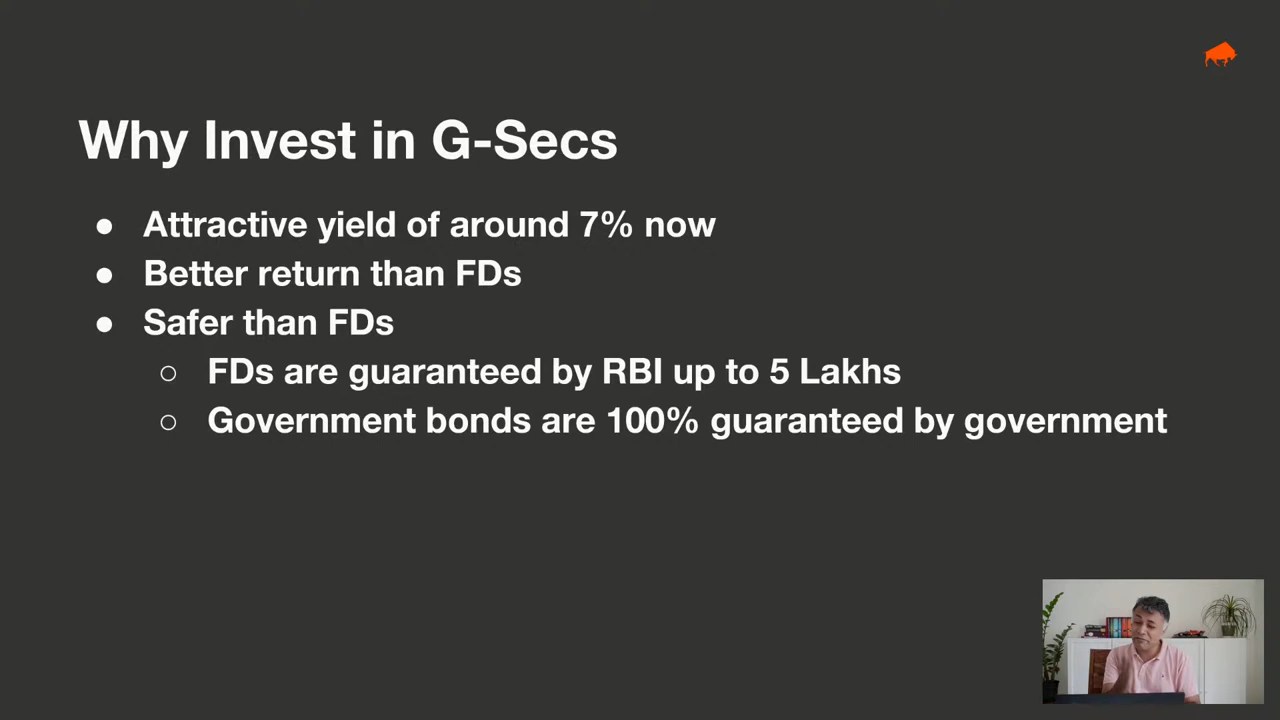 Why Invest in G-Secs
● Attractive yield of around 7% now
● Better return than FDs
● Safer than FDs
○ FDs are guaranteed by RBI up to 5 Lakhs
○ Government bonds are 100% guaranteed by government